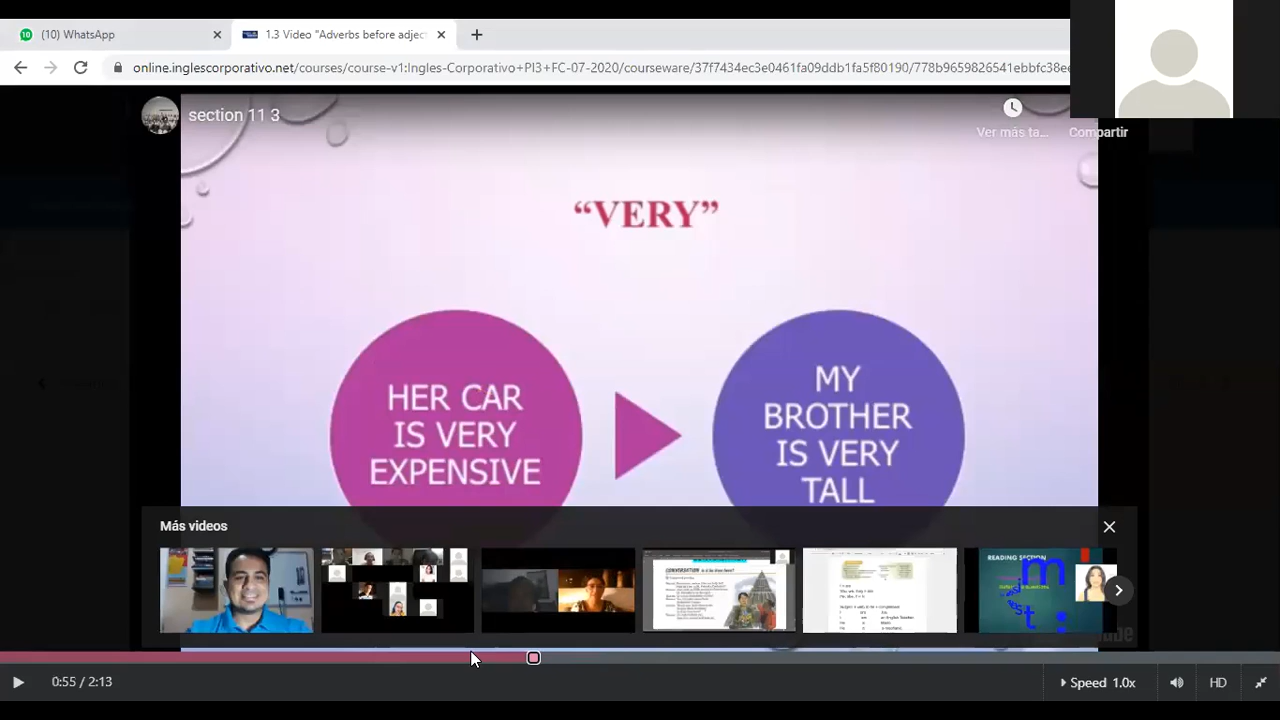 10 (10) WhatsApp
1.3 Video "Adverbs before adjec
online.inglescorporativo.net/courses/course-v1:Ingles-Corporativo+PI3+FC-07-2020/courseware/37f7434ec3e0461fa09ddb1fa5f80190/778b9659826541ebbfc38ee
section 11 3
Ver más ta...
Compartir
“VERY”
HER CAR
IS VERY
EXPENSIVE
MY
BROTHER
IS VERY
TALL
Más videos
CONVERSATION
READING SECTION
0:55 / 2:13
Speed 1.0x
HD